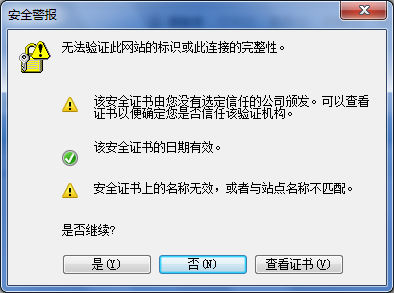 安全警报
无法验证此网站的标识或此连接的完整性。
该安全证书由您没有选定信任的公司颁发。可以查看
证书以便确定您是否信任该验证机构。
该安全证书的日期有效。
安全证书上的名称无效，或者与站点名称不匹配。
是否继续?
是(Y)
否(N)
查看证书(V)